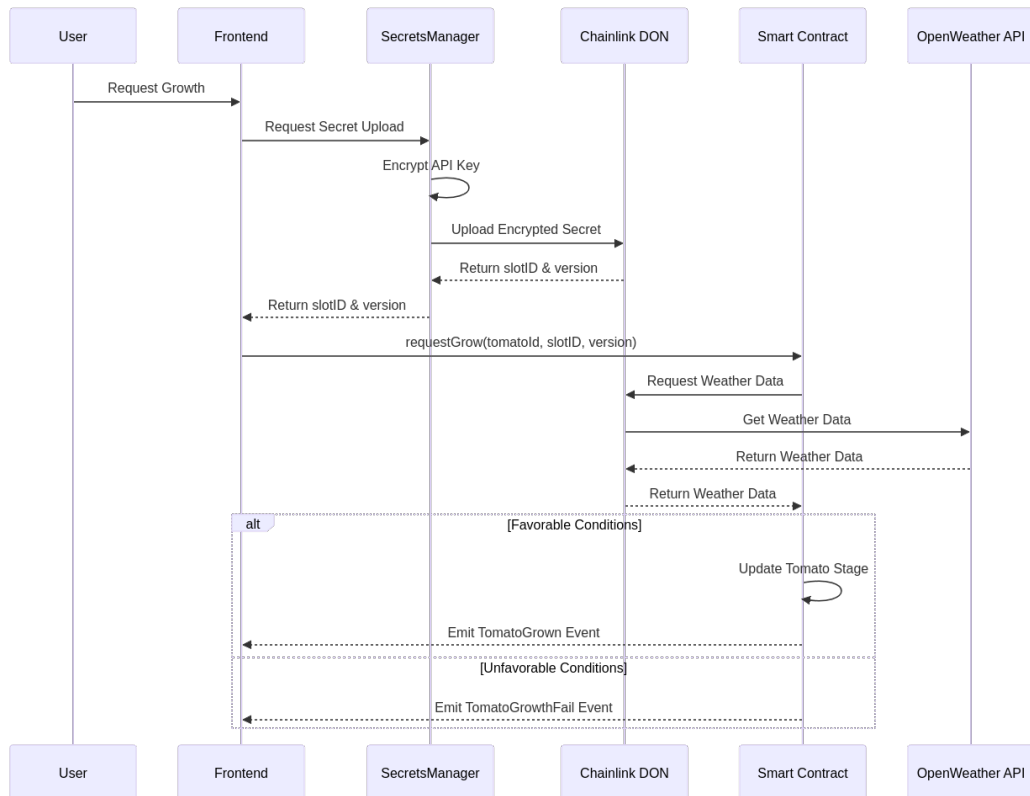 User
Frontend
SecretsManager
Chainlink DON
Smart Contract
OpenWeather API
Request Growth
Request Secret Upload
Encrypt API Key
Upload Encrypted Secret
Return slotID & version
Return slotID & version
requestGrow(tomatoId, slotID, version)
Request Weather Data
Get Weather Data
Return Weather Data
Return Weather Data
alt
[Favorable Conditions]
Update Tomato Stage
Emit TomatoGrown Event
[Unfavorable Conditions]
Emit TomatoGrowthFail Event
User
Frontend
SecretsManager
Chainlink DON
Smart Contract
OpenWeather API